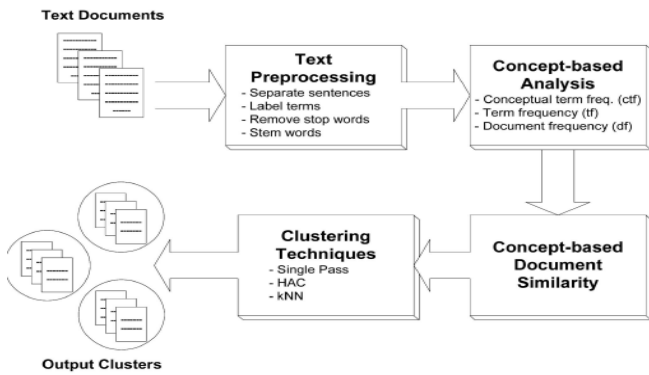 Text Documents
Text
Preprocessing
- Separate sentences
- Label terms
- Remove stop words
- Stem words
Concept-based
Analysis
- Conceptual term freq. (ctf)
- Term frequency (tf)
- Document frequency (df)
Concept-based
Document
Similarity
Clustering
Techniques
- Single Pass
- HAC
- kNN
Output Clusters